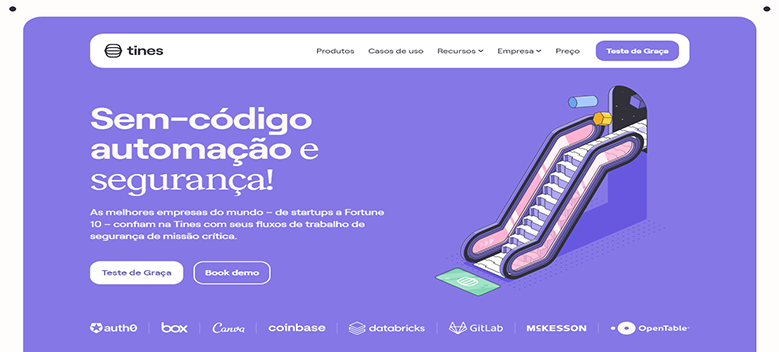 tines
Produtos Casos de uso Recursos Empresa Preço Teste de Graça
Sem-código
automação e
segurança!
As melhores empresas do mundo – de startups a Fortune
10 – confiam na Tines com seus fluxos de trabalho de
segurança de missão crítica.
Teste de Graça Book demo
auth0 box Canva coinbase databricks GitLab McKESSON OpenTable